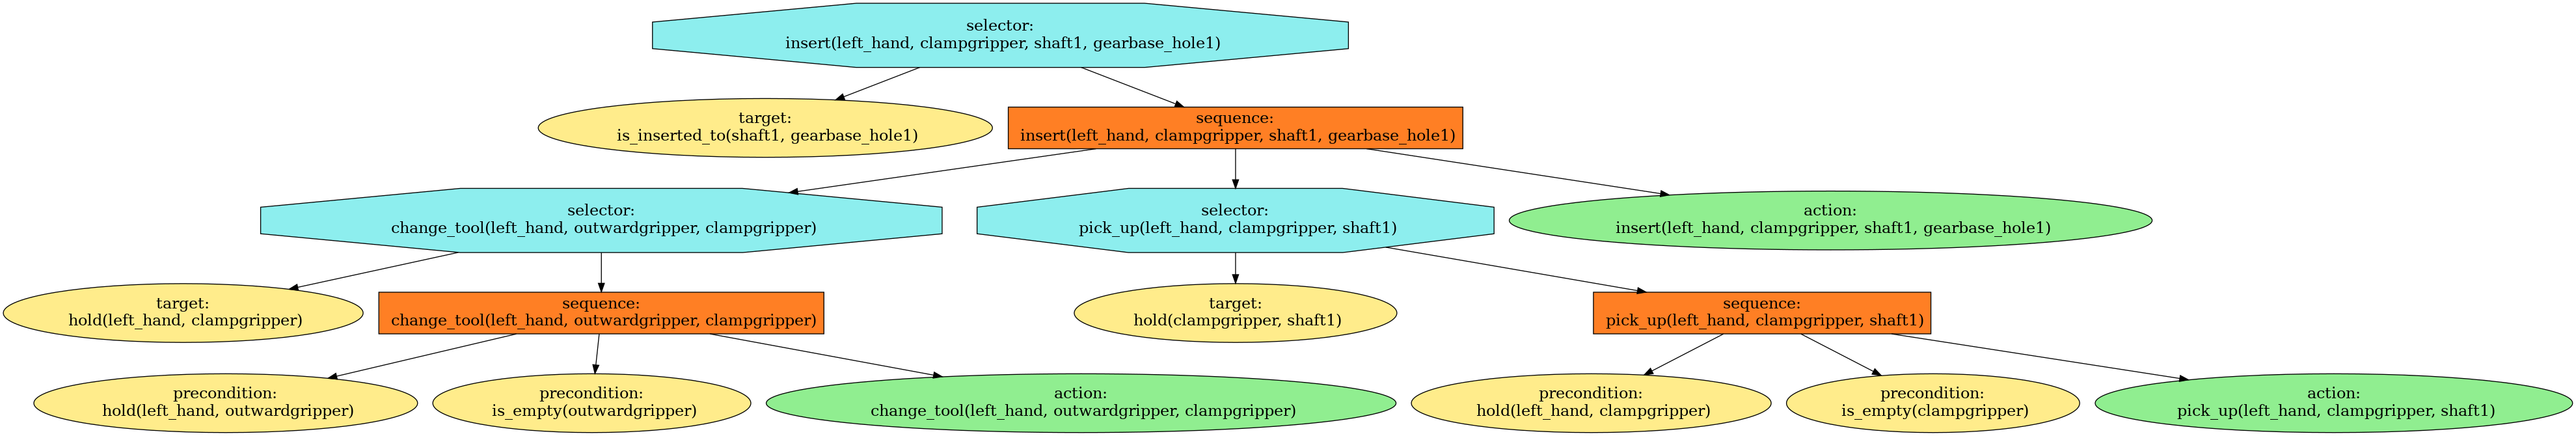 selector:
insert(left_hand, clampgripper, shaft1, gearbase_hole1)
target:
is_inserted_to(shaft1, gearbase_hole1)
sequence:
insert(left_hand, clampgripper, shaft1, gearbase_hole1)
selector:
change_tool(left_hand, outwardgripper, clampgripper)
selector:
pick_up(left_hand, clampgripper, shaft1)
action:
insert(left_hand, clampgripper, shaft1, gearbase_hole1)
target:
hold(left_hand, clampgripper)
sequence:
change_tool(left_hand, outwardgripper, clampgripper)
target:
hold(clampgripper, shaft1)
sequence:
pick_up(left_hand, clampgripper, shaft1)
precondition:
hold(left_hand, outwardgripper)
precondition:
is_empty(outwardgripper)
action:
change_tool(left_hand, outwardgripper, clampgripper)
precondition:
hold(left_hand, clampgripper)
precondition:
is_empty(clampgripper)
action:
pick_up(left_hand, clampgripper, shaft1)